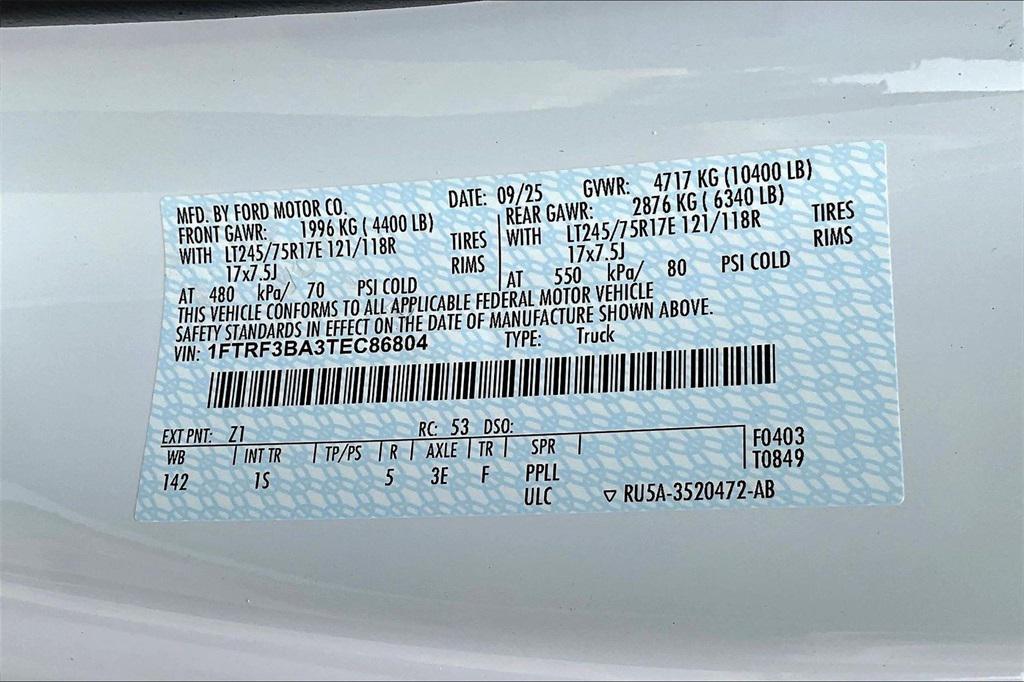 MFD. BY FORD MOTOR CO. DATE: 09/25 GVWR: 4717 KG (10400 LB)
FRONT GAWR: 1996 KG ( 4400 LB) REAR GAWR: 2876 KG ( 6340 LB)
WITH LT245/75R17E 121/118R TIRES WITH LT245/75R17E 121/118R TIRES
17x7.5J RIMS 17x7.5J RIMS
AT 480 kPa/ 70 PSI COLD AT 550 kPa/ 80 PSI COLD
THIS VEHICLE CONFORMS TO ALL APPLICABLE FEDERAL MOTOR VEHICLE
SAFETY STANDARDS IN EFFECT ON THE DATE OF MANUFACTURE SHOWN ABOVE.
VIN: 1FTRF3BA3TEC86804 TYPE: Truck
EXT PNT: Z1 RC: 53 DSO: F0403
WB INT TR TP/PS R AXLE TR SPR T0849
142 1S 5 3E F PPLL
ULC ▽ RU5A-3520472-AB